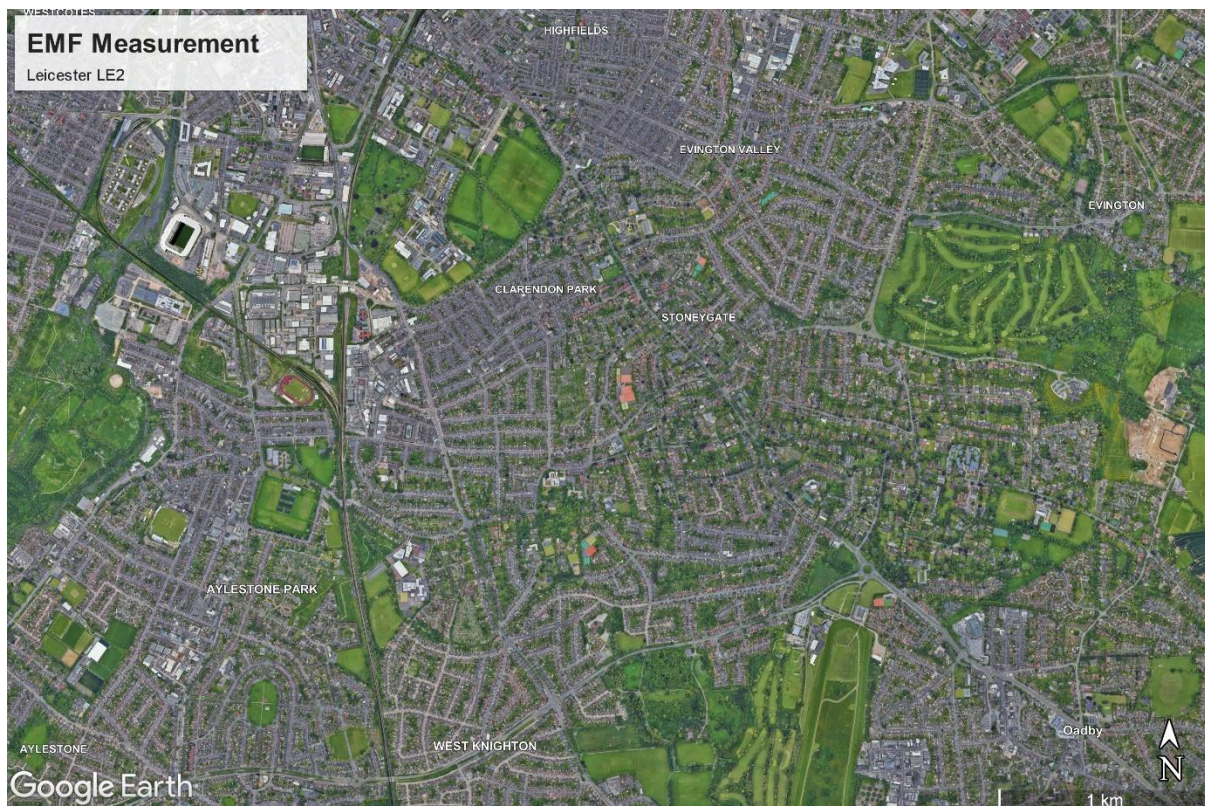 WESTCOTES
EMF Measurement
Leicester LE2
HIGHFIELDS
EVINGTON VALLEY
EVINGTON
CLARENDON PARK
STONEYGATE
AYLESTONE PARK
Oadby
WEST KNIGHTON
AYLESTONE
N
Google Earth
1 km